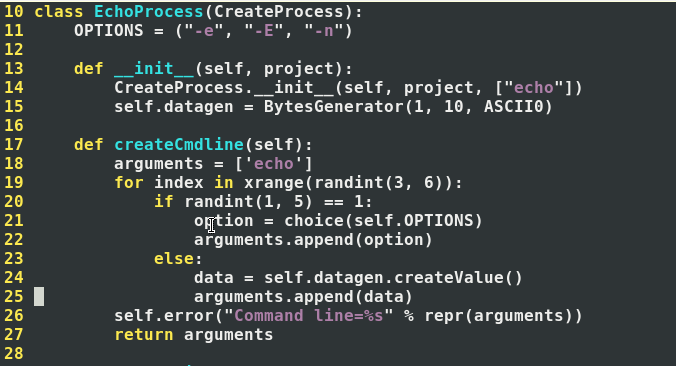 10 class EchoProcess(CreateProcess):
11     OPTIONS = ("-e", "-E", "-n")
12
13     def __init__(self, project):
14         CreateProcess.__init__(self, project, ["echo"])
15         self.datagen = BytesGenerator(1, 10, ASCII0)
16
17     def createCmdline(self):
18         arguments = ['echo']
19         for index in xrange(randint(3, 6)):
20             if randint(1, 5) == 1:
21                 option = choice(self.OPTIONS)
22                 arguments.append(option)
23             else:
24                 data = self.datagen.createValue()
25                 arguments.append(data)
26         self.error("Command line=%s" % repr(arguments))
27         return arguments
28